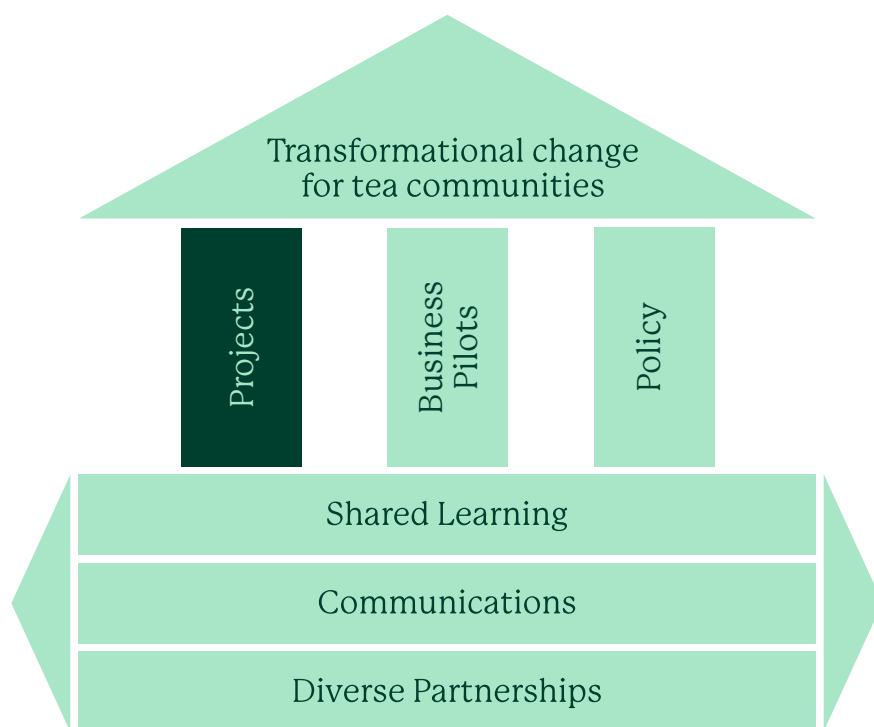 Transformational change
for tea communities
Projects
Business
Pilots
Policy
Shared Learning
Communications
Diverse Partnerships